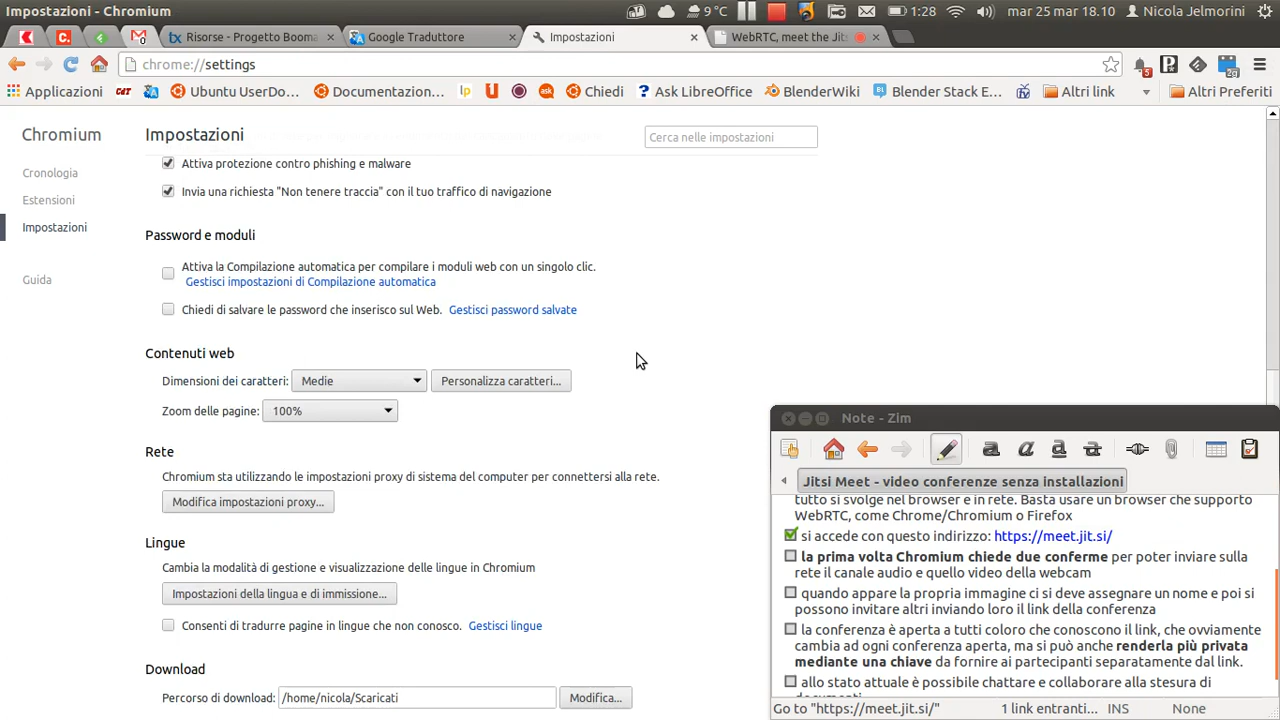 Impostazioni - Chromium
9 °C
1:28
mar 25 mar 18.10
Nicola Jelmorini
Risorse - Progetto Booma
Google Traduttore
Impostazioni
WebRTC, meet the Jits
chrome://settings
5
20
Applicazioni
CAT
Ubuntu UserDo...
Documentazion...
lp
U
ask
Chiedi
Ask LibreOffice
BlenderWiki
Blender Stack E...
Altri link
Altri Preferiti
Chromium
Impostazioni
Cerca nelle impostazioni
Cronologia
Estensioni
Impostazioni
Guida
Attiva protezione contro phishing e malware
Invia una richiesta "Non tenere traccia" con il tuo traffico di navigazione
Password e moduli
Attiva la Compilazione automatica per compilare i moduli web con un singolo clic.
Gestisci impostazioni di Compilazione automatica
Chiedi di salvare le password che inserisco sul Web. Gestisci password salvate
Contenuti web
Dimensioni dei caratteri: Medie Personalizza caratteri...
Zoom delle pagine: 100%
Rete
Chromium sta utilizzando le impostazioni proxy di sistema del computer per connettersi alla rete.
Modifica impostazioni proxy...
Lingue
Cambia la modalità di gestione e visualizzazione delle lingue in Chromium
Impostazioni della lingua e di immissione...
Consenti di tradurre pagine in lingue che non conosco. Gestisci lingue
Download
Percorso di download: /home/nicola/Scaricati Modifica...
Note - Zim
Jitsi Meet - video conferenze senza installazioni
tutto si svolge nel browser e in rete. Basta usare un browser che supporto
WebRTC, come Chrome/Chromium o Firefox
si accede con questo indirizzo: https://meet.jit.si/
la prima volta Chromium chiede due conferme per poter inviare sulla
rete il canale audio e quello video della webcam
quando appare la propria immagine ci si deve assegnare un nome e poi si
possono invitare altri inviando loro il link della conferenza
la conferenza è aperta a tutti coloro che conoscono il link, che ovviamente
cambia ad ogni conferenza aperta, ma si può anche renderla più privata
mediante una chiave da fornire ai partecipanti separatamente dal link.
allo stato attuale è possibile chattare e collaborare alla stesura di
documenti
Go to "https://meet.jit.si/"
1 link entranti...
INS
None